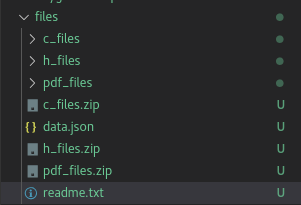 files
c_files
h_files
pdf_files
c_files.zip U
{} data.json U
h_files.zip U
pdf_files.zip U
readme.txt U